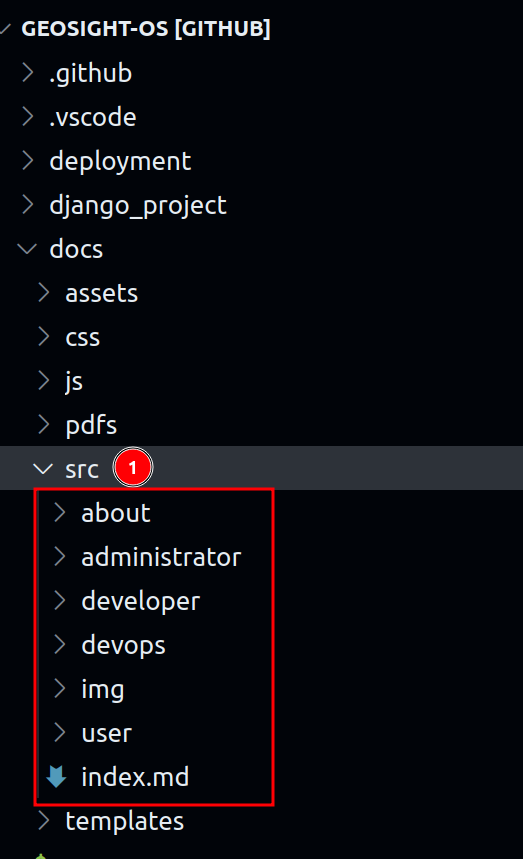 GEOSIGHT-OS [GITHUB]
.github
.vscode
deployment
django_project
docs
assets
css
js
pdfs
src 1
about
administrator
developer
devops
img
user
index.md
templates